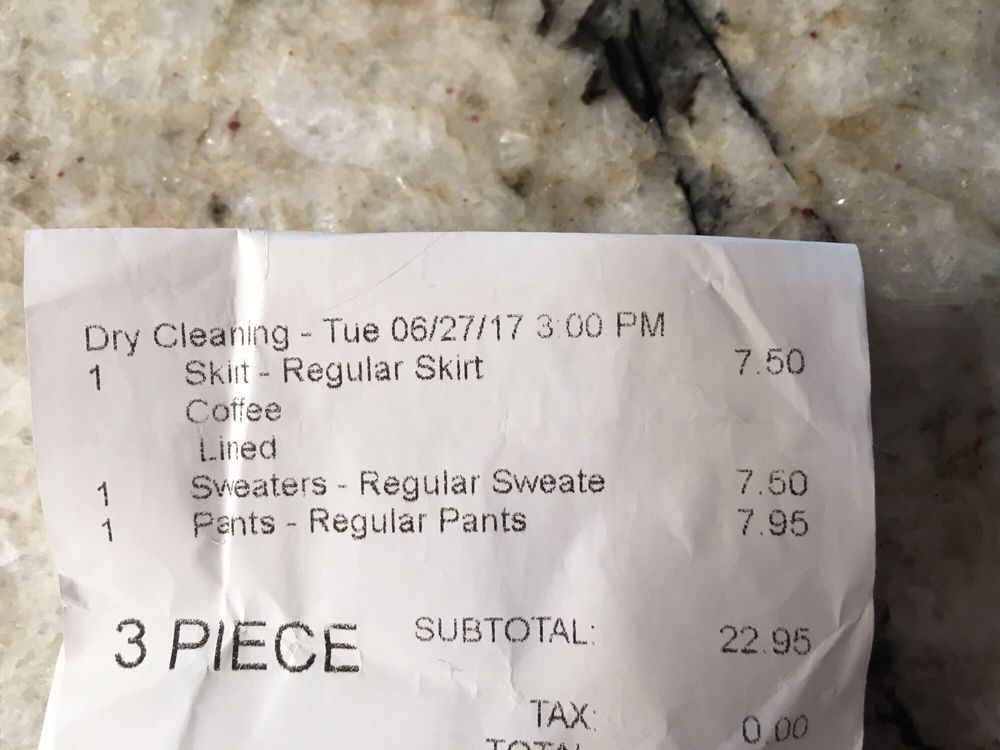 Dry Cleaning - Tue 06/27/17 3:00 PM
1 Skirt - Regular Skirt 7.50
Coffee
Lined
1 Sweaters - Regular Sweate 7.50
1 Pants - Regular Pants 7.95
3 PIECE SUBTOTAL: 22.95
TAX: 0.00
TOTAL